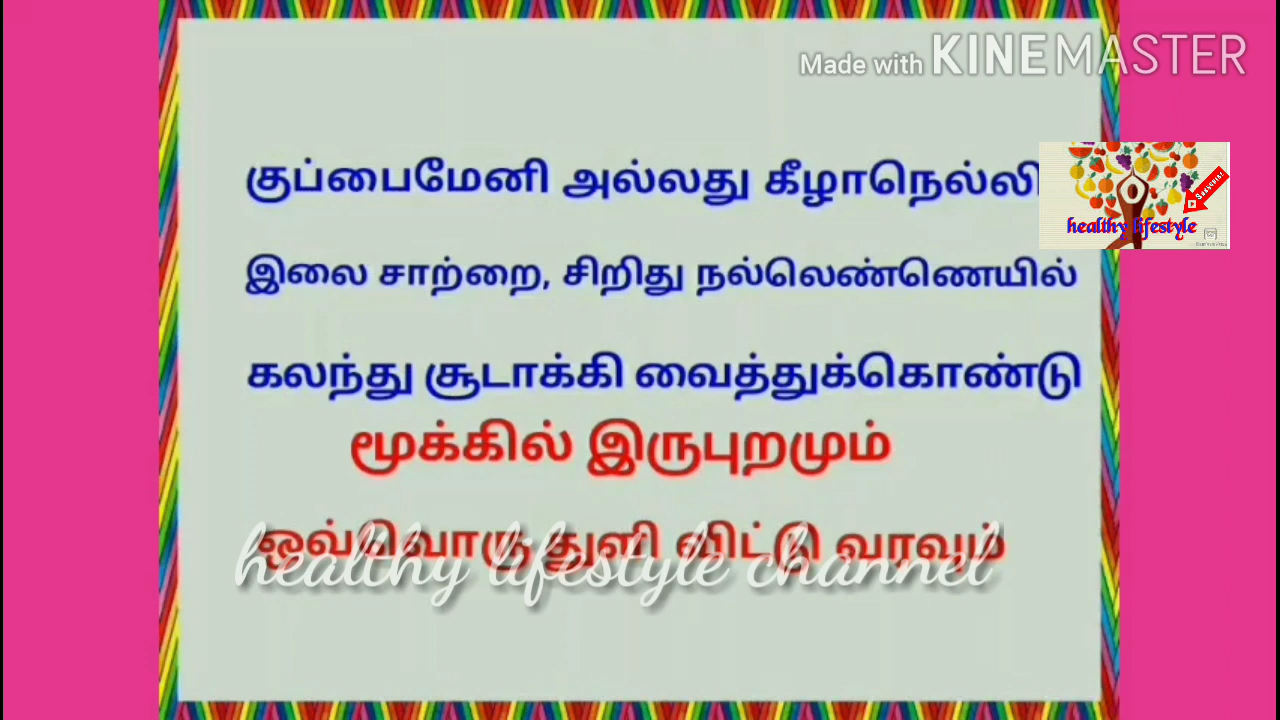 Made with KINEMASTER
குப்பைமேனி அல்லது கீழாநெல்லி
healthy lifestyle
இலை சாற்றை, சிறிது நல்லெண்ணெயில்
கலந்து சூடாக்கி வைத்துக்கொண்டு
மூக்கில் இருபுறமும்
ஒவ்வொரு துளி விட்டு வரவும்
healthy lifestyle channel